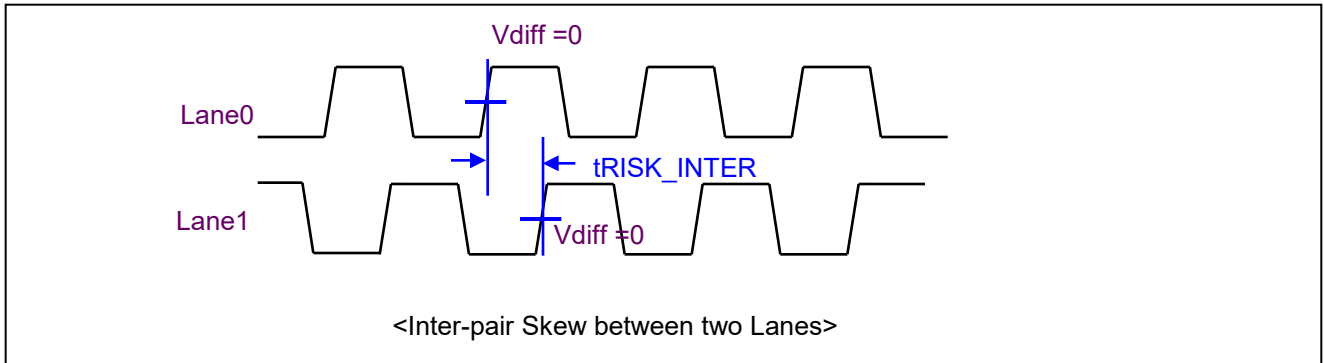 Vdiff =0
Lane0
tRISK_INTER
Lane1
Vdiff =0
<Inter-pair Skew between two Lanes>